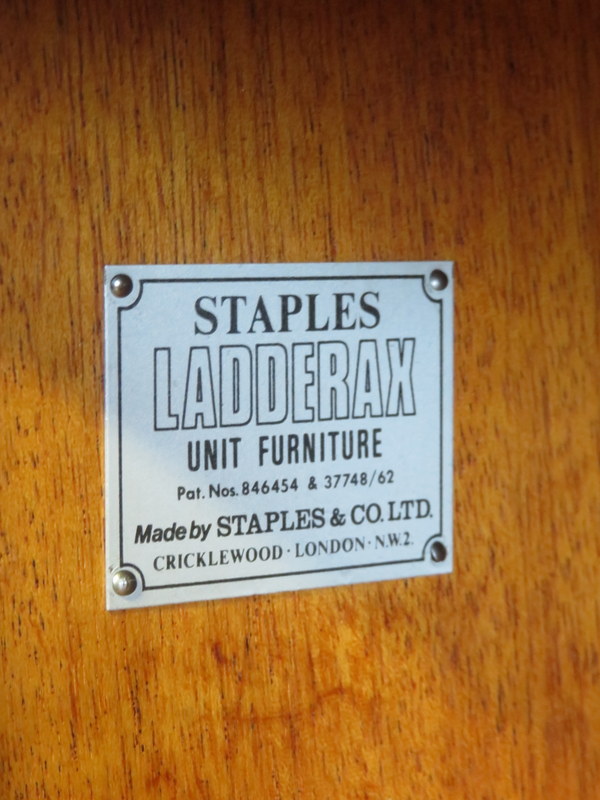 STAPLES
LADDERAX
UNIT FURNITURE
Pat. Nos. 846454 & 37748/62
Made by STAPLES & CO. LTD.
CRICKLEWOOD · LONDON · N.W.2.